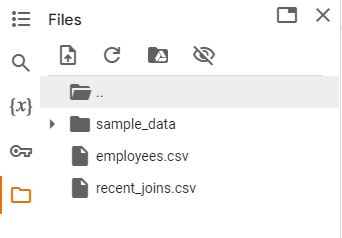 Files
{x}
..
sample_data
employees.csv
recent_joins.csv